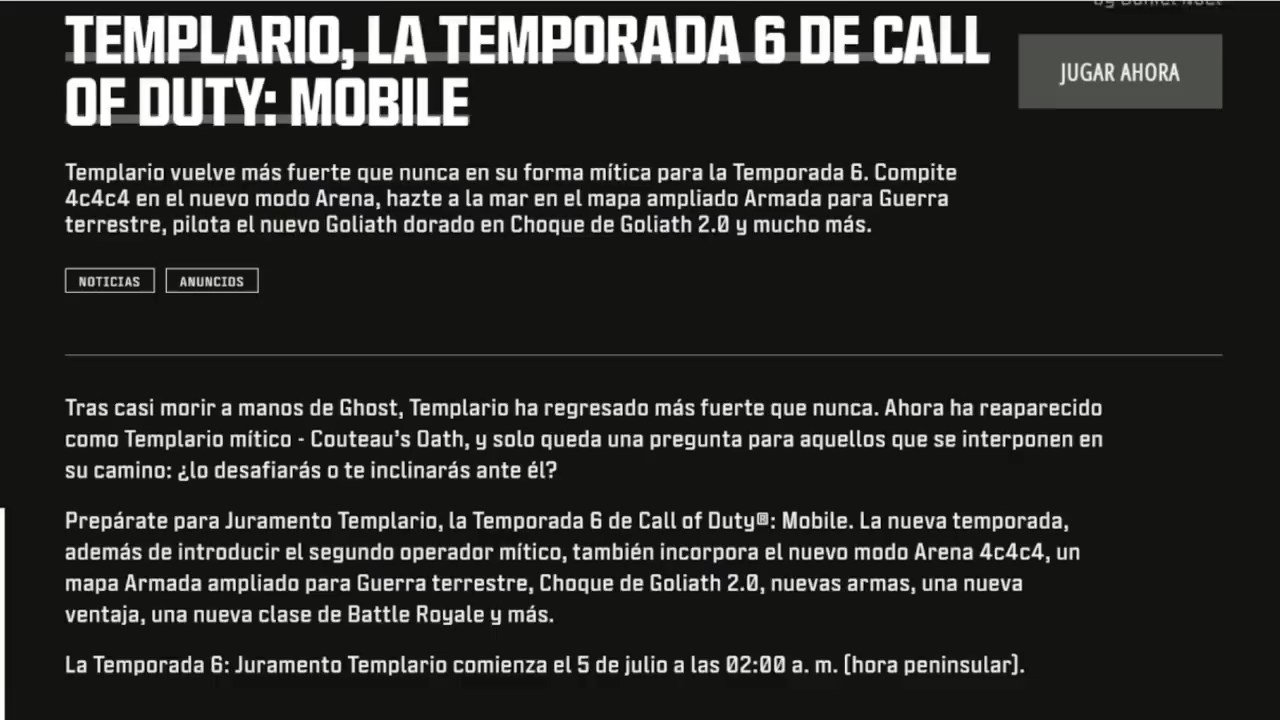 TEMPLARIO, LA TEMPORADA 6 DE CALL
OF DUTY: MOBILE
JUGAR AHORA
Templario vuelve más fuerte que nunca en su forma mítica para la Temporada 6. Compite
4c4c4 en el nuevo modo Arena, hazte a la mar en el mapa ampliado Armada para Guerra
terrestre, pilota el nuevo Goliath dorado en Choque de Goliath 2.0 y mucho más.
NOTICIAS
ANUNCIOS
Tras casi morir a manos de Ghost, Templario ha regresado más fuerte que nunca. Ahora ha reaparecido
como Templario mítico - Couteau's Oath, y solo queda una pregunta para aquellos que se interponen en
su camino: ¿lo desafiarás o te inclinarás ante él?
Prepárate para Juramento Templario, la Temporada 6 de Call of Duty®: Mobile. La nueva temporada,
además de introducir el segundo operador mítico, también incorpora el nuevo modo Arena 4c4c4, un
mapa Armada ampliado para Guerra terrestre, Choque de Goliath 2.0, nuevas armas, una nueva
ventaja, una nueva clase de Battle Royale y más.
La Temporada 6: Juramento Templario comienza el 5 de julio a las 02:00 a. m. (hora peninsular).